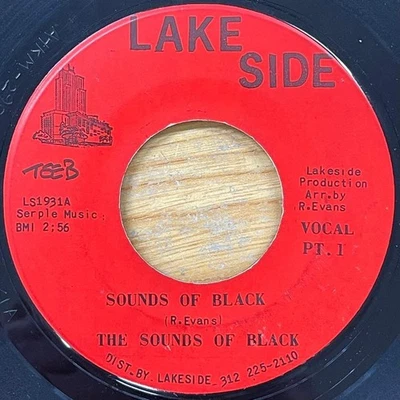 LAKE
SIDE
TEEB
LS1931A
Serple Music
BMI 2:56
Lakeside
Production
Arr.by
R.Evans
VOCAL
PT. I
SOUNDS OF BLACK
(R.Evans)
THE SOUNDS OF BLACK
DIST. BY. LAKESIDE. 312 225-2110